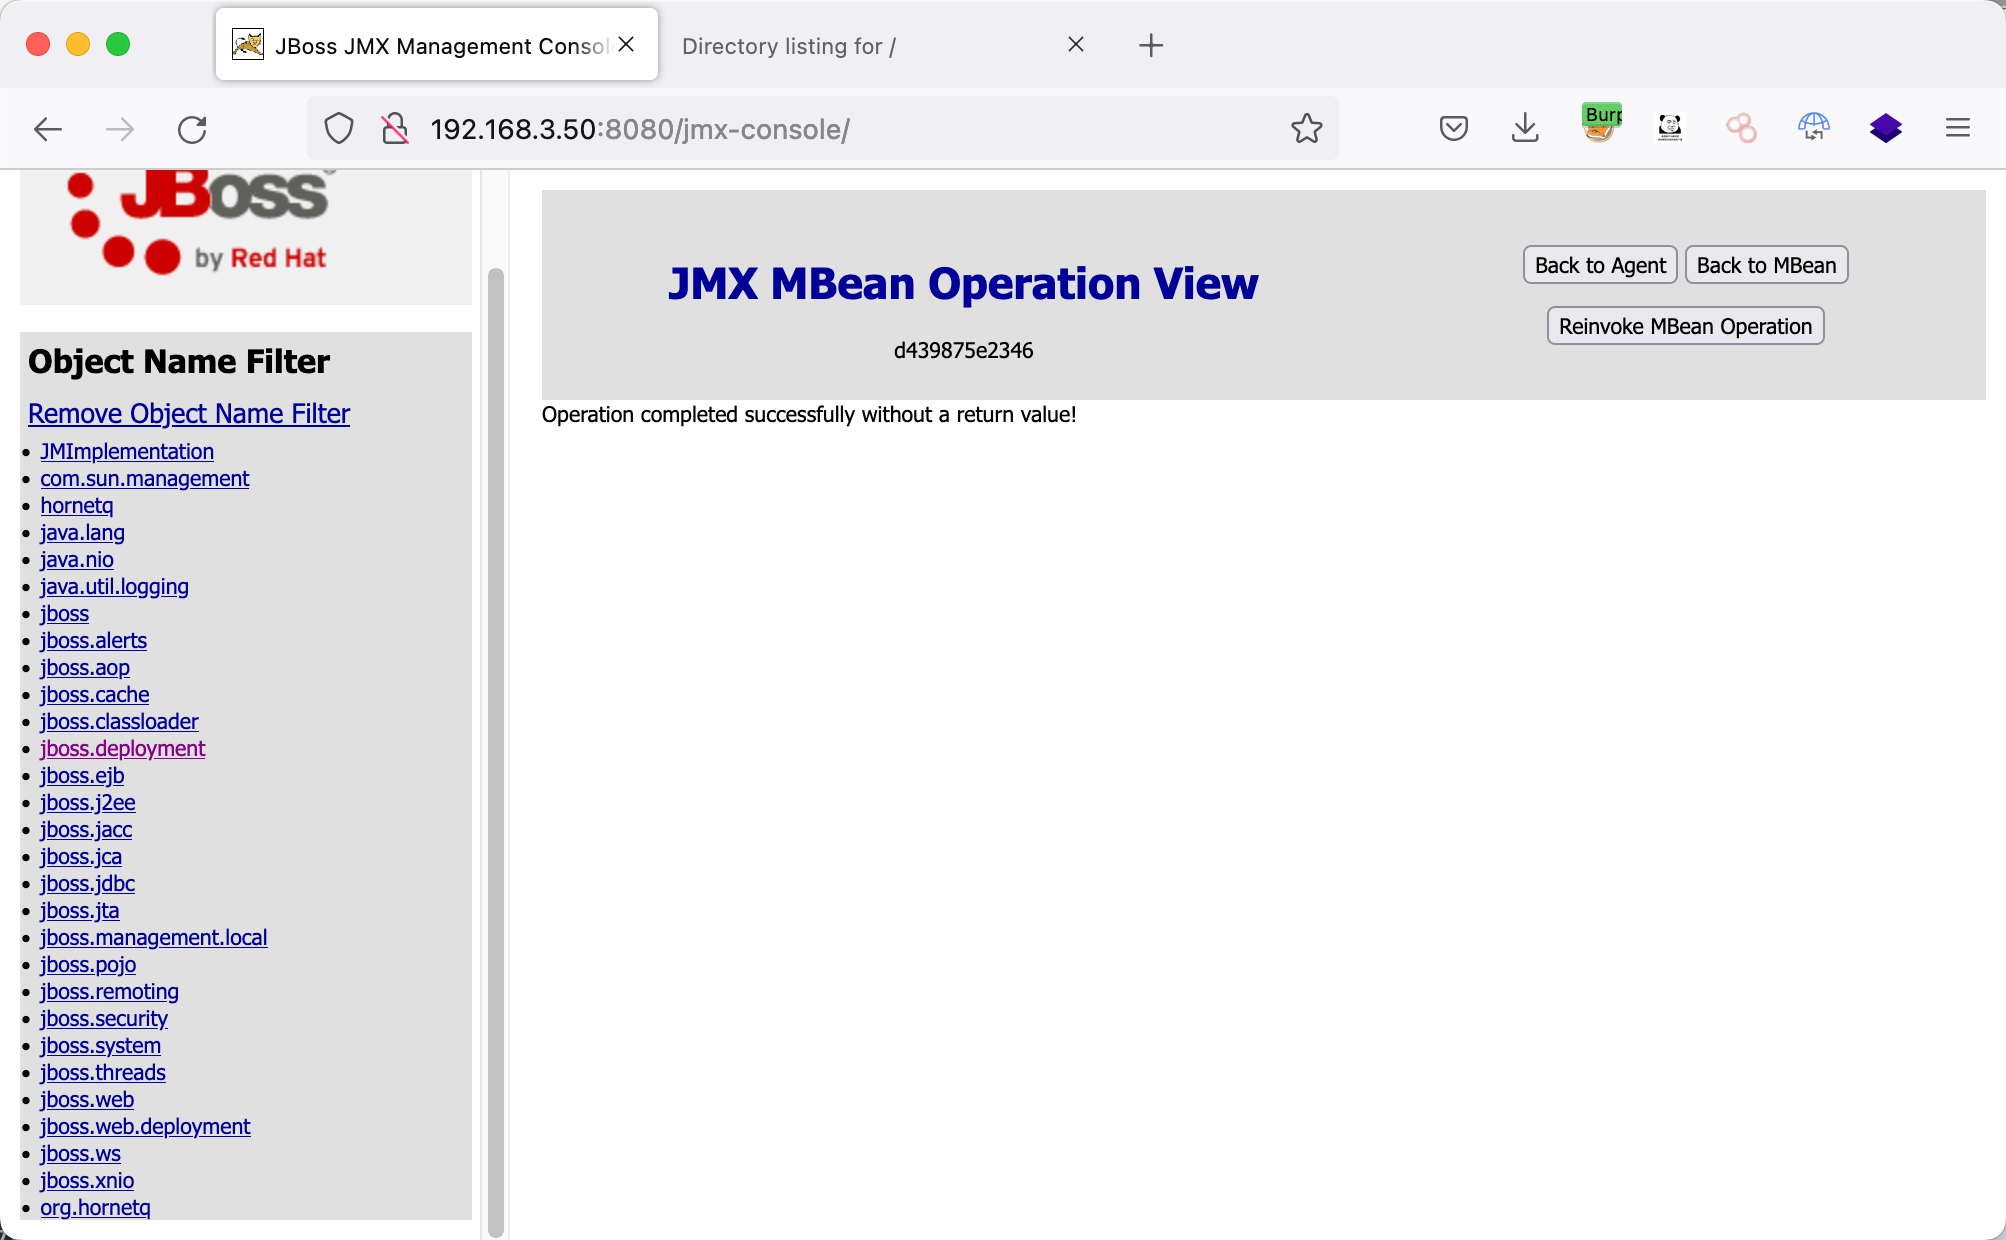 JBoss JMX Management Consol
Directory listing for /
192.168.3.50:8080/jmx-console/
Burp
JBoss
by Red Hat
Object Name Filter
Remove Object Name Filter
JMImplementation
com.sun.management
hornetq
java.lang
java.nio
java.util.logging
jboss
jboss.alerts
jboss.aop
jboss.cache
jboss.classloader
jboss.deployment
jboss.ejb
jboss.j2ee
jboss.jacc
jboss.jca
jboss.jdbc
jboss.jta
jboss.management.local
jboss.pojo
jboss.remoting
jboss.security
jboss.system
jboss.threads
jboss.web
jboss.web.deployment
jboss.ws
jboss.xnio
org.hornetq
JMX MBean Operation View
d439875e2346
Back to Agent Back to MBean
Reinvoke MBean Operation
Operation completed successfully without a return value!